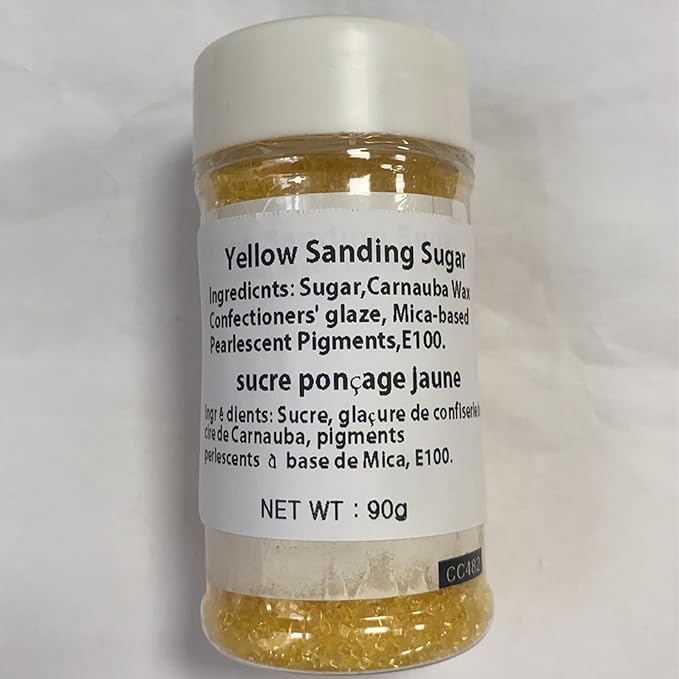 Yellow Sanding Sugar
Ingredicnts: Sugar,Carnauba Wax
Confectioners' glaze, Mica-based
Pearlescent Pigments,E100.
sucre ponçage jaune
Ingr é dients: Sucre, glaçure de confiserie
cire de Carnauba, pigments
perlescents à base de Mica, E100.
NET WT : 90g
CC482